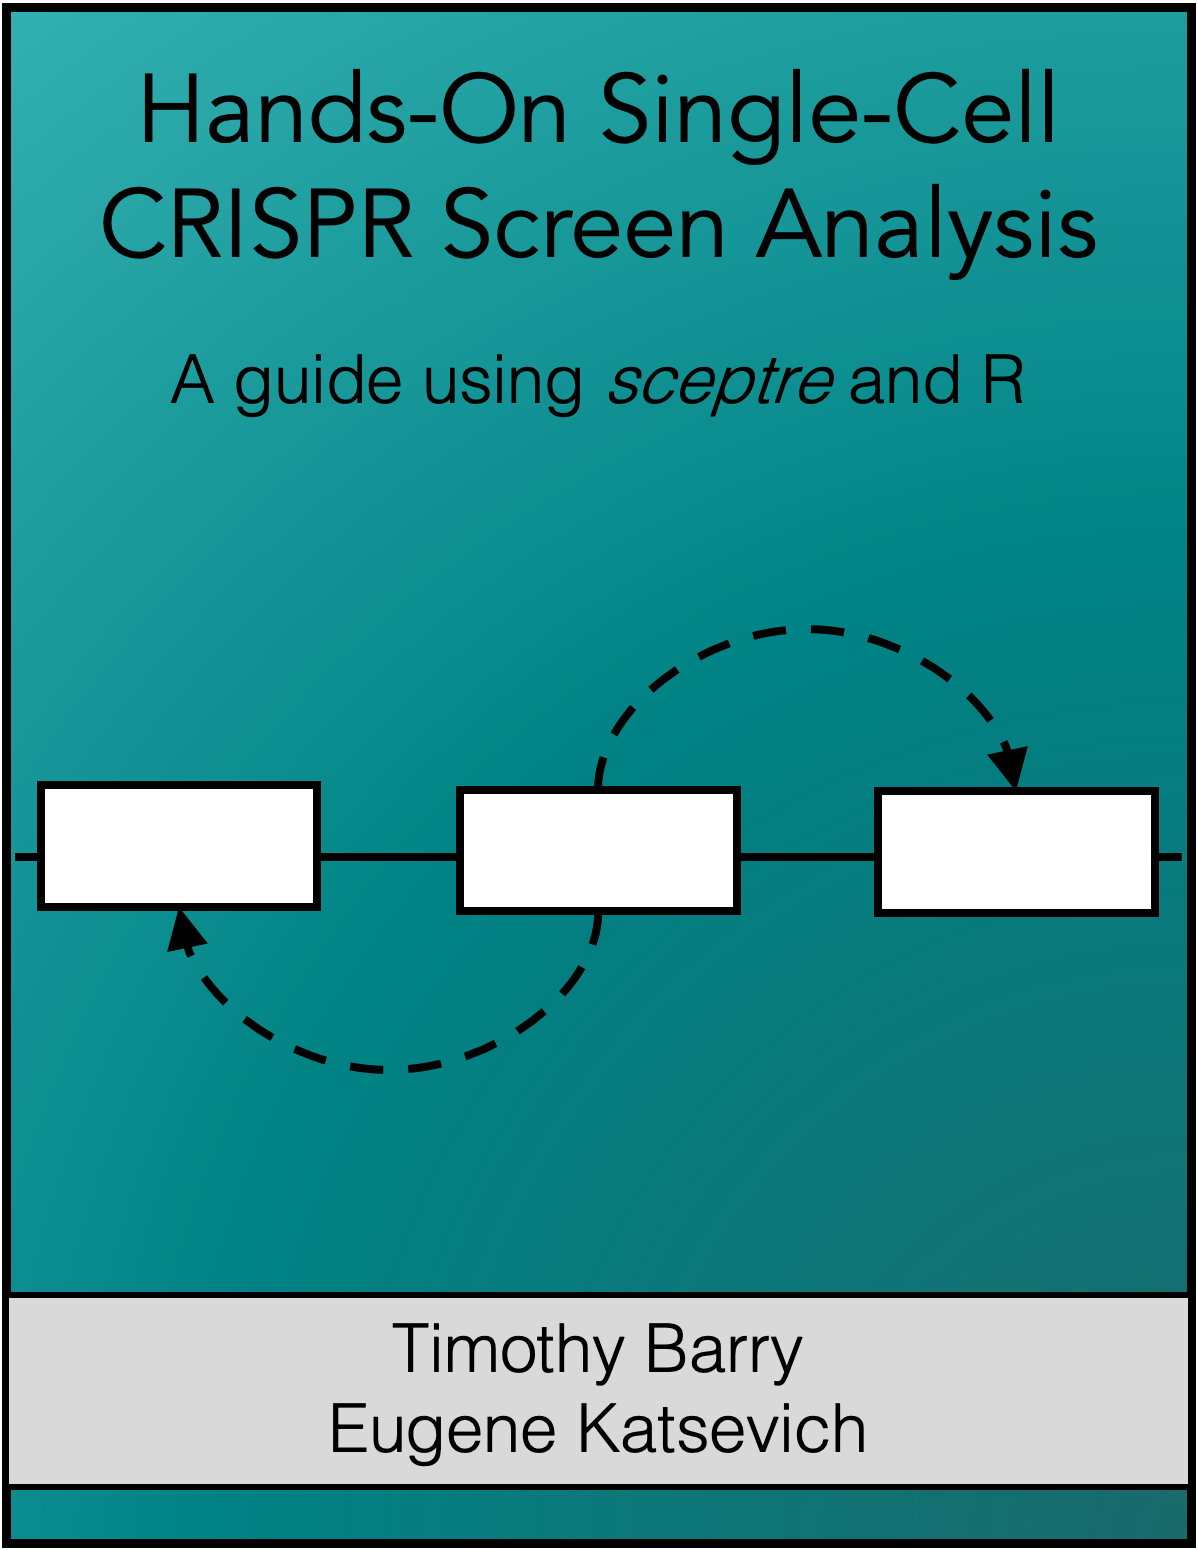 Hands-On Single-Cell
CRISPR Screen Analysis
A guide using sceptre and R
Timothy Barry
Eugene Katsevich